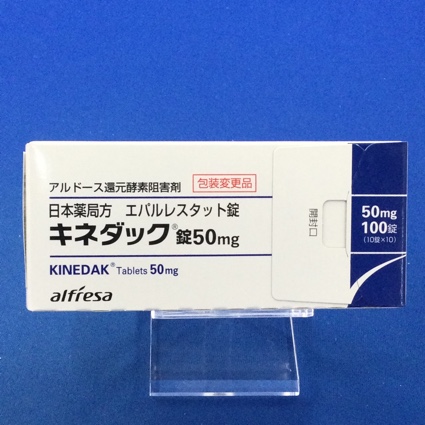 アルドース還元酵素阻害剤
包装変更品
日本薬局方 エパルレスタット錠
キネダック®錠50mg
KINEDAK® Tablets 50mg
alfresa
開封口
50mg
100錠
(10錠×10)